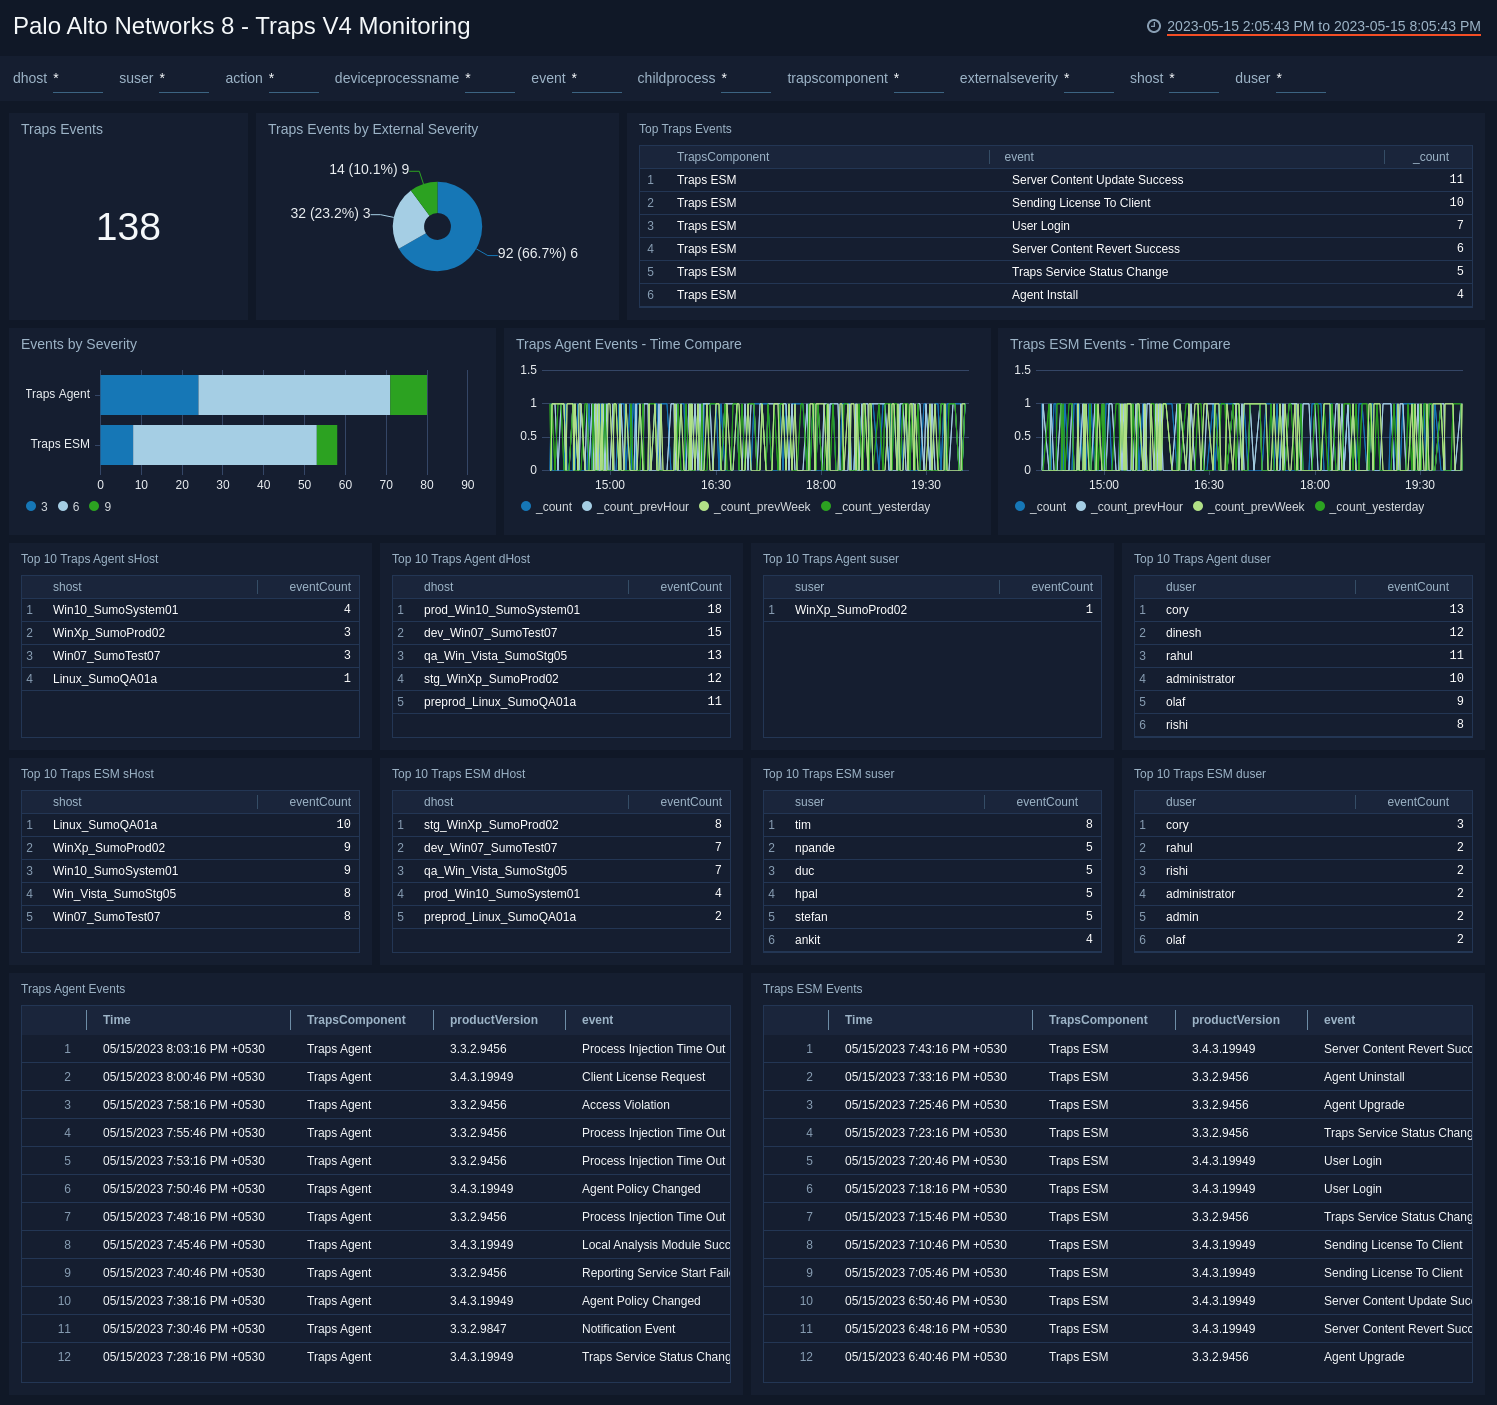 Palo Alto Networks 8 - Traps V4 Monitoring
2023-05-15 2:05:43 PM to 2023-05-15 8:05:43 PM
dhost * suser * action * deviceprocessname * event * childprocess * trapscomponent * externalseverity * shost * duser *
Traps Events
138
Traps Events by External Severity
14 (10.1%) 9
32 (23.2%) 3
92 (66.7%) 6
Top Traps Events
TrapsComponent event _count
1 Traps ESM Server Content Update Success 11
2 Traps ESM Sending License To Client 10
3 Traps ESM User Login 7
4 Traps ESM Server Content Revert Success 6
5 Traps ESM Traps Service Status Change 5
6 Traps ESM Agent Install 4
Events by Severity
Traps Agent
Traps ESM
0 10 20 30 40 50 60 70 80 90
3 6 9
Traps Agent Events - Time Compare
1.5
1
0.5
0
15:00 16:30 18:00 19:30
_count _count_prevHour _count_prevWeek _count_yesterday
Traps ESM Events - Time Compare
1.5
1
0.5
0
15:00 16:30 18:00 19:30
_count _count_prevHour _count_prevWeek _count_yesterday
Top 10 Traps Agent sHost
shost eventCount
1 Win10_SumoSystem01 4
2 WinXp_SumoProd02 3
3 Win07_SumoTest07 3
4 Linux_SumoQA01a 1
Top 10 Traps Agent dHost
dhost eventCount
1 prod_Win10_SumoSystem01 18
2 dev_Win07_SumoTest07 15
3 qa_Win_Vista_SumoStg05 13
4 stg_WinXp_SumoProd02 12
5 preprod_Linux_SumoQA01a 11
Top 10 Traps Agent suser
suser eventCount
1 WinXp_SumoProd02 1
Top 10 Traps Agent duser
duser eventCount
1 cory 13
2 dinesh 12
3 rahul 11
4 administrator 10
5 olaf 9
6 rishi 8
Top 10 Traps ESM sHost
shost eventCount
1 Linux_SumoQA01a 10
2 WinXp_SumoProd02 9
3 Win10_SumoSystem01 9
4 Win_Vista_SumoStg05 8
5 Win07_SumoTest07 8
Top 10 Traps ESM dHost
dhost eventCount
1 stg_WinXp_SumoProd02 8
2 dev_Win07_SumoTest07 7
3 qa_Win_Vista_SumoStg05 7
4 prod_Win10_SumoSystem01 4
5 preprod_Linux_SumoQA01a 2
Top 10 Traps ESM suser
suser eventCount
1 tim 8
2 npande 5
3 duc 5
4 hpal 5
5 stefan 5
6 ankit 4
Top 10 Traps ESM duser
duser eventCount
1 cory 3
2 rahul 2
3 rishi 2
4 administrator 2
5 admin 2
6 olaf 2
Traps Agent Events
Time TrapsComponent productVersion event
1 05/15/2023 8:03:16 PM +0530 Traps Agent 3.3.2.9456 Process Injection Time Out
2 05/15/2023 8:00:46 PM +0530 Traps Agent 3.4.3.19949 Client License Request
3 05/15/2023 7:58:16 PM +0530 Traps Agent 3.3.2.9456 Access Violation
4 05/15/2023 7:55:46 PM +0530 Traps Agent 3.3.2.9456 Process Injection Time Out
5 05/15/2023 7:53:16 PM +0530 Traps Agent 3.3.2.9456 Process Injection Time Out
6 05/15/2023 7:50:46 PM +0530 Traps Agent 3.4.3.19949 Agent Policy Changed
7 05/15/2023 7:48:16 PM +0530 Traps Agent 3.3.2.9456 Process Injection Time Out
8 05/15/2023 7:45:46 PM +0530 Traps Agent 3.4.3.19949 Local Analysis Module Succ
9 05/15/2023 7:40:46 PM +0530 Traps Agent 3.3.2.9456 Reporting Service Start Faile
10 05/15/2023 7:38:16 PM +0530 Traps Agent 3.4.3.19949 Agent Policy Changed
11 05/15/2023 7:30:46 PM +0530 Traps Agent 3.3.2.9847 Notification Event
12 05/15/2023 7:28:16 PM +0530 Traps Agent 3.4.3.19949 Traps Service Status Chang
Traps ESM Events
Time TrapsComponent productVersion event
1 05/15/2023 7:43:16 PM +0530 Traps ESM 3.4.3.19949 Server Content Revert Succ
2 05/15/2023 7:33:16 PM +0530 Traps ESM 3.3.2.9456 Agent Uninstall
3 05/15/2023 7:25:46 PM +0530 Traps ESM 3.3.2.9456 Agent Upgrade
4 05/15/2023 7:23:16 PM +0530 Traps ESM 3.3.2.9456 Traps Service Status Chang
5 05/15/2023 7:20:46 PM +0530 Traps ESM 3.4.3.19949 User Login
6 05/15/2023 7:18:16 PM +0530 Traps ESM 3.4.3.19949 User Login
7 05/15/2023 7:15:46 PM +0530 Traps ESM 3.3.2.9456 Traps Service Status Chang
8 05/15/2023 7:10:46 PM +0530 Traps ESM 3.4.3.19949 Sending License To Client
9 05/15/2023 7:05:46 PM +0530 Traps ESM 3.4.3.19949 Sending License To Client
10 05/15/2023 6:50:46 PM +0530 Traps ESM 3.4.3.19949 Server Content Update Succ
11 05/15/2023 6:48:16 PM +0530 Traps ESM 3.4.3.19949 Server Content Revert Succ
12 05/15/2023 6:40:46 PM +0530 Traps ESM 3.3.2.9456 Agent Upgrade